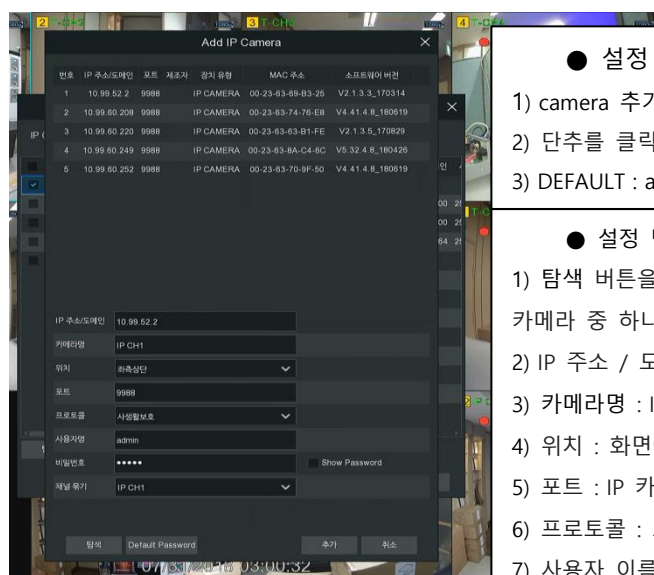 2 T-CH2
3 T-CH3
4 T-C
Add IP Camera
번호 IP 주소/도메인 포트 제조자 장치 유형 MAC 주소 소프트웨어 버전
1 10.99.52.2 9988 IP CAMERA 00-23-63-69-B3-25 V2.1.3.3_170314
2 10.99.60.208 9988 IP CAMERA 00-23-63-74-76-E8 V4.41.4.8_180619
3 10.99.60.220 9988 IP CAMERA 00-23-63-63-B1-FE V2.1.3.5_170829
4 10.99.60.249 9988 IP CAMERA 00-23-63-8A-C4-6C V5.32.4.8_180426
5 10.99.60.252 9988 IP CAMERA 00-23-63-70-9F-50 V4.41.4.8_180619
IP 주소/도메인 10.99.52.2
카메라명 IP CH1
위치 좌측상단
포트 9988
프로토콜 사생활보호
사용자명 admin
비밀번호 ••••• Show Password
채널 묶기 IP CH1
탐색 Default Password 추가 취소
07/31/2018 03:00:32
● 설정
1) camera 추가
2) 단추를 클릭
3) DEFAULT : a
● 설정
1) 탐색 버튼을
카메라 중 하나
2) IP 주소 / 도
3) 카메라명 : I
4) 위치 : 화면
5) 포트 : IP 카
6) 프로토콜 :
7) 사용자 이름